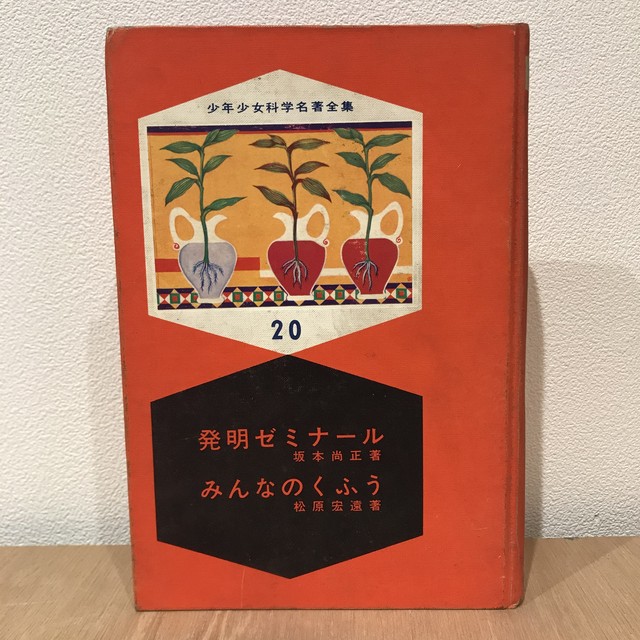 少年少女科学名著全集
20
発明ゼミナール
坂本尚正著
みんなのくふう
松原宏遠著